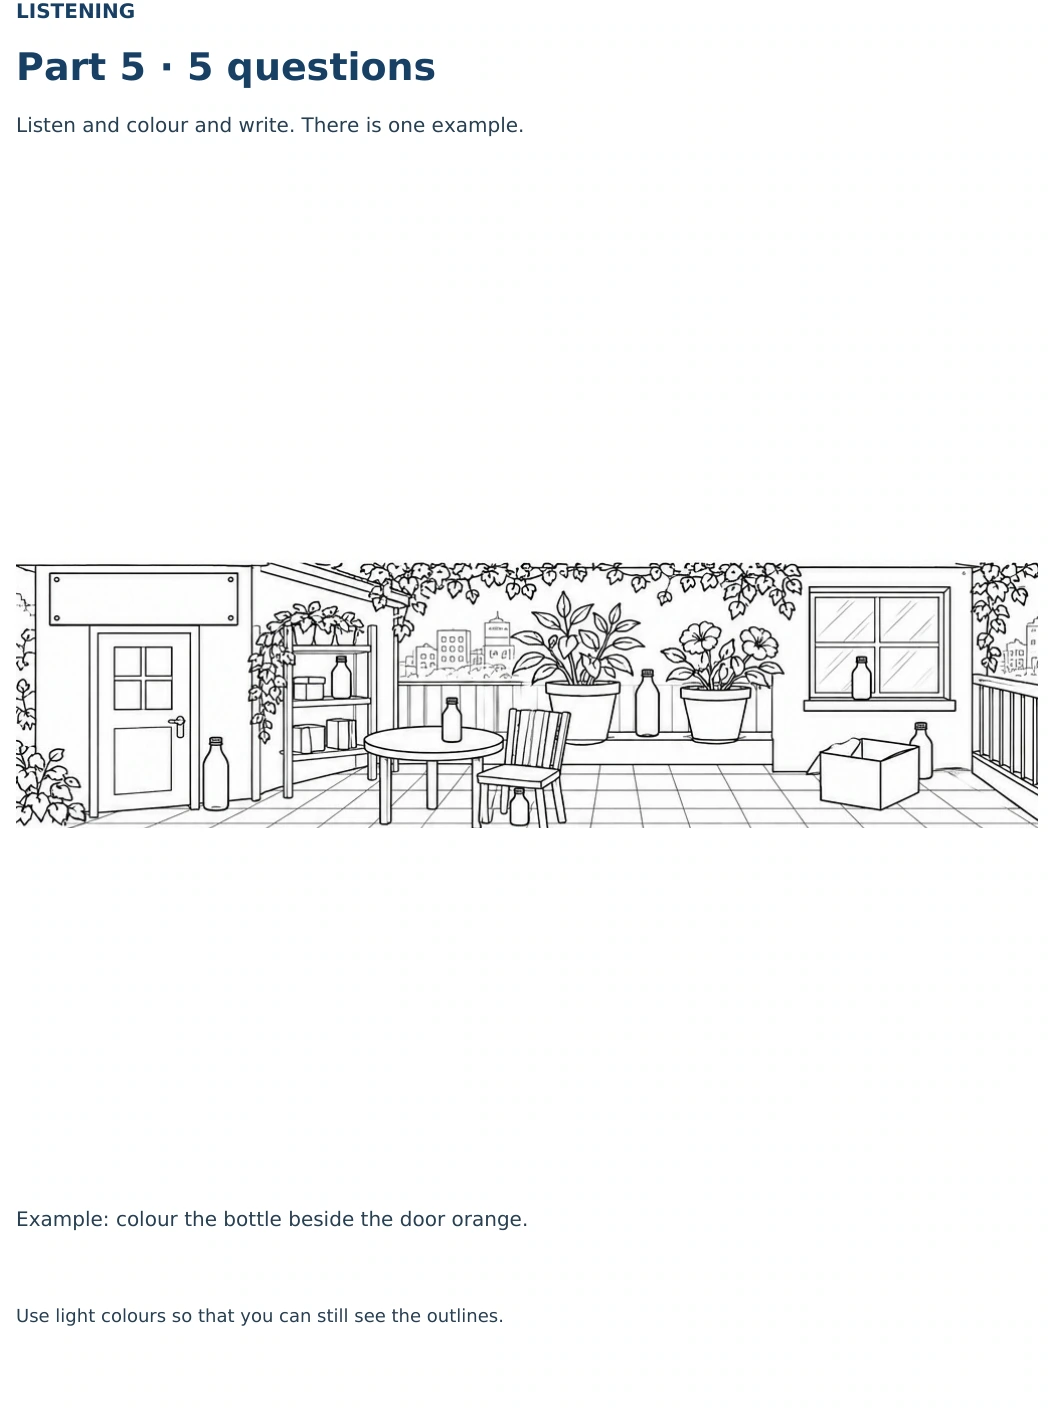 LISTENING
Part 5 · 5 questions
Listen and colour and write. There is one example.
Example: colour the bottle beside the door orange.
Use light colours so that you can still see the outlines.